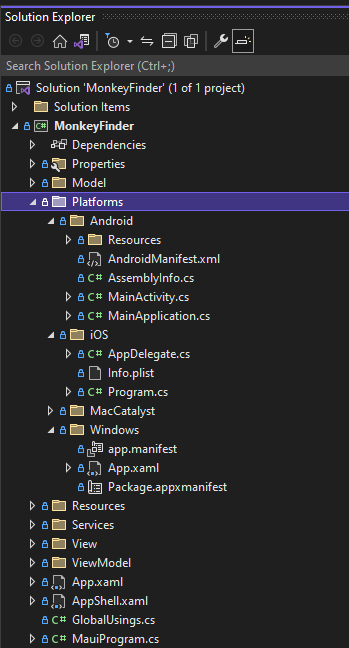 Solution Explorer
Search Solution Explorer (Ctrl+;)
Solution 'MonkeyFinder' (1 of 1 project)
Solution Items
C# MonkeyFinder
Dependencies
Properties
Model
Platforms
Android
Resources
AndroidManifest.xml
C# AssemblyInfo.cs
C# MainActivity.cs
C# MainApplication.cs
iOS
C# AppDelegate.cs
Info.plist
C# Program.cs
MacCatalyst
Windows
app.manifest
App.xaml
Package.appxmanifest
Resources
Services
View
ViewModel
App.xaml
AppShell.xaml
C# GlobalUsings.cs
C# MauiProgram.cs